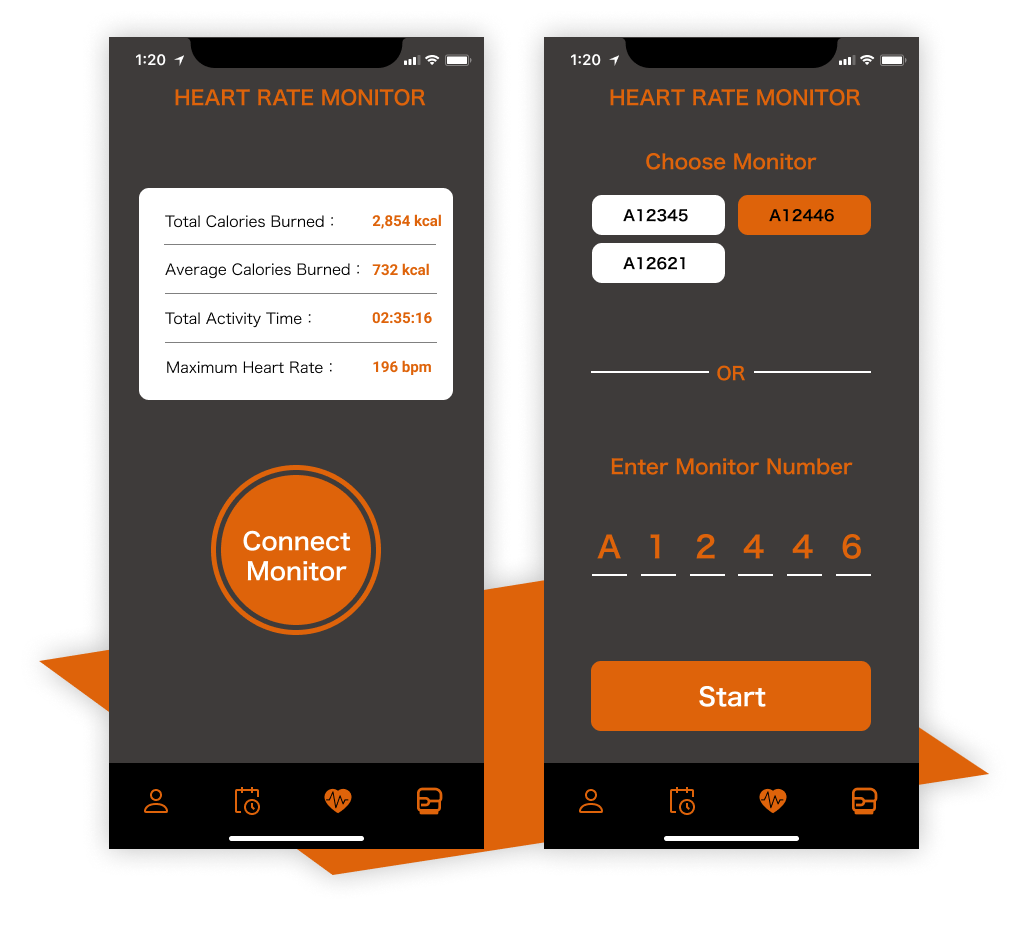 1:20
HEART RATE MONITOR
Total Calories Burned : 2,854 kcal
Average Calories Burned : 732 kcal
Total Activity Time : 02:35:16
Maximum Heart Rate : 196 bpm
Connect
Monitor
1:20
HEART RATE MONITOR
Choose Monitor
A12345 A12446
A12621
OR
Enter Monitor Number
A 1 2 4 4 6
Start